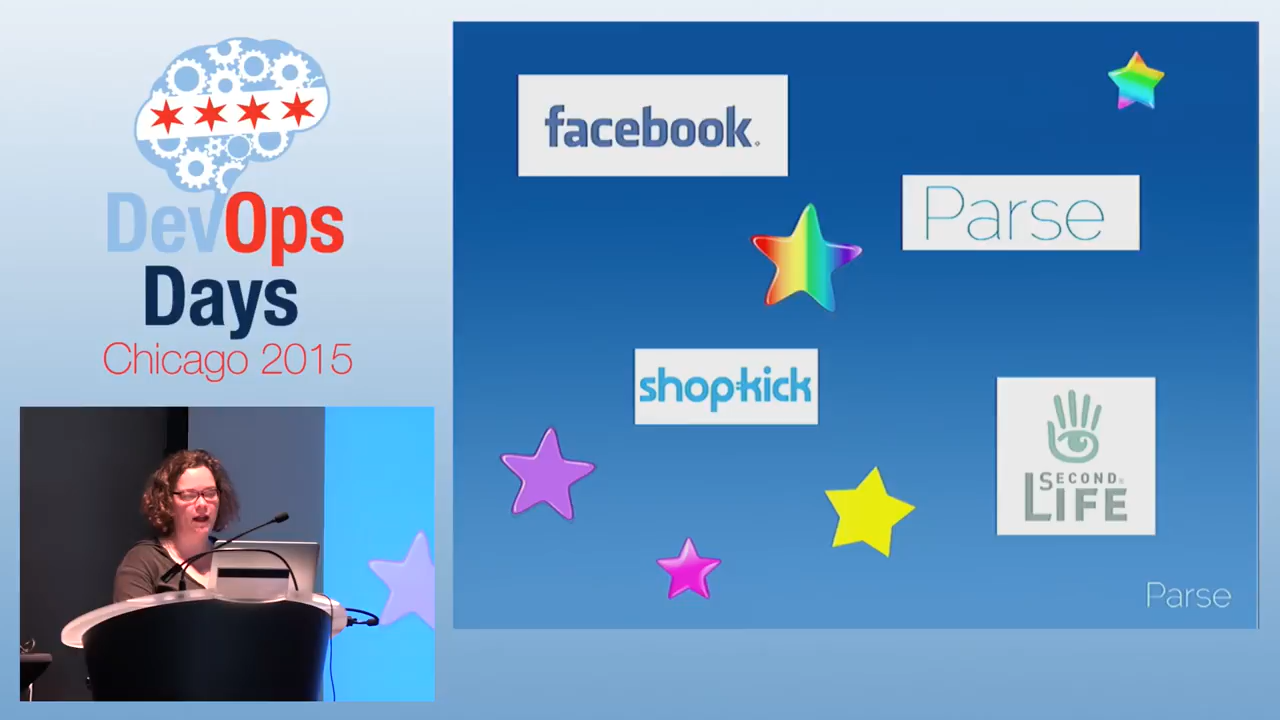 DevOps
Days
Chicago 2015
facebook®
Parse
shopkick
SECOND®
LIFE
Parse